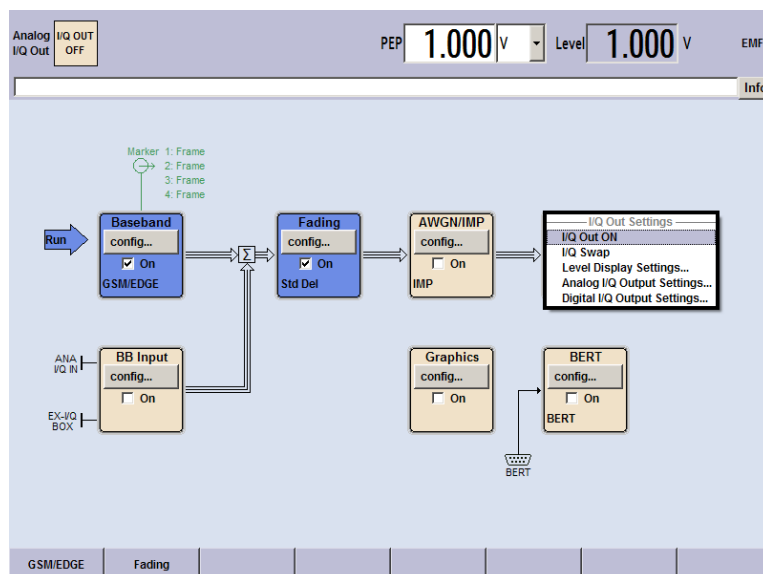 Analog
I/Q Out
I/Q OUT
OFF
PEP 1.000 V Level 1.000 V EMF
Info
Marker 1: Frame
2: Frame
3: Frame
4: Frame
Run
Baseband
config...
On
GSM/EDGE
Σ
Fading
config...
On
Std Del
AWGN/IMP
config...
On
IMP
I/Q Out Settings
I/Q Out ON
I/Q Swap
Level Display Settings...
Analog I/Q Output Settings...
Digital I/Q Output Settings...
ANA
I/Q IN
EX-I/Q
BOX
BB Input
config...
On
Graphics
config...
On
BERT
config...
On
BERT
BERT
GSM/EDGE Fading